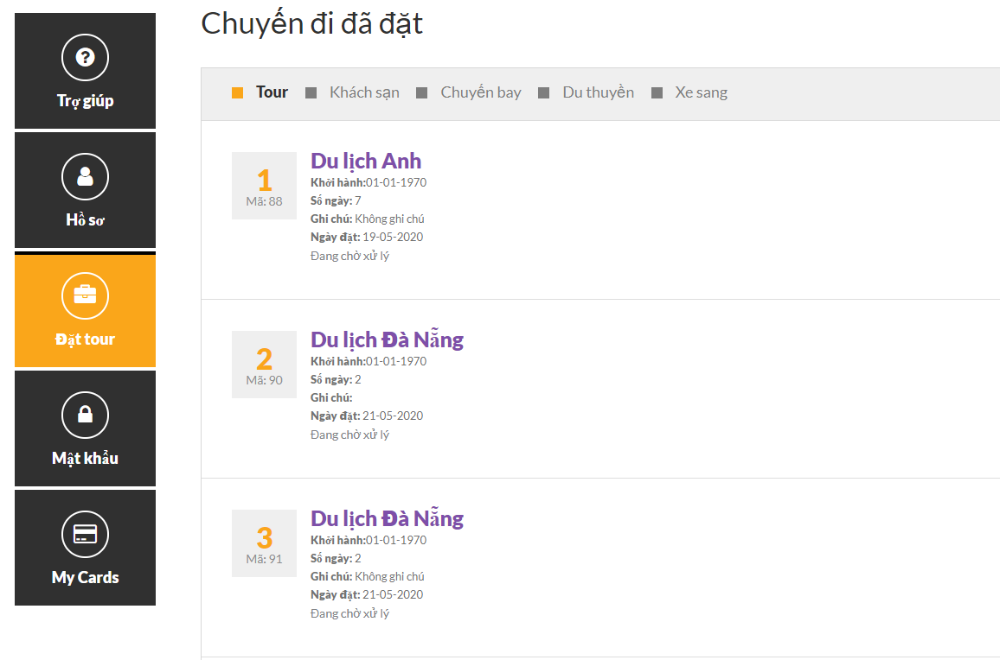 Chuyến đi đã đặt
Trợ giúp
Hồ sơ
Đặt tour
Mật khẩu
My Cards
Tour Khách sạn Chuyến bay Du thuyền Xe sang
1
Mã: 88
Du lịch Anh
Khởi hành:01-01-1970
Số ngày: 7
Ghi chú: Không ghi chú
Ngày đặt: 19-05-2020
Đang chờ xử lý
2
Mã: 90
Du lịch Đà Nẵng
Khởi hành:01-01-1970
Số ngày: 2
Ghi chú:
Ngày đặt: 21-05-2020
Đang chờ xử lý
3
Mã: 91
Du lịch Đà Nẵng
Khởi hành:01-01-1970
Số ngày: 2
Ghi chú: Không ghi chú
Ngày đặt: 21-05-2020
Đang chờ xử lý